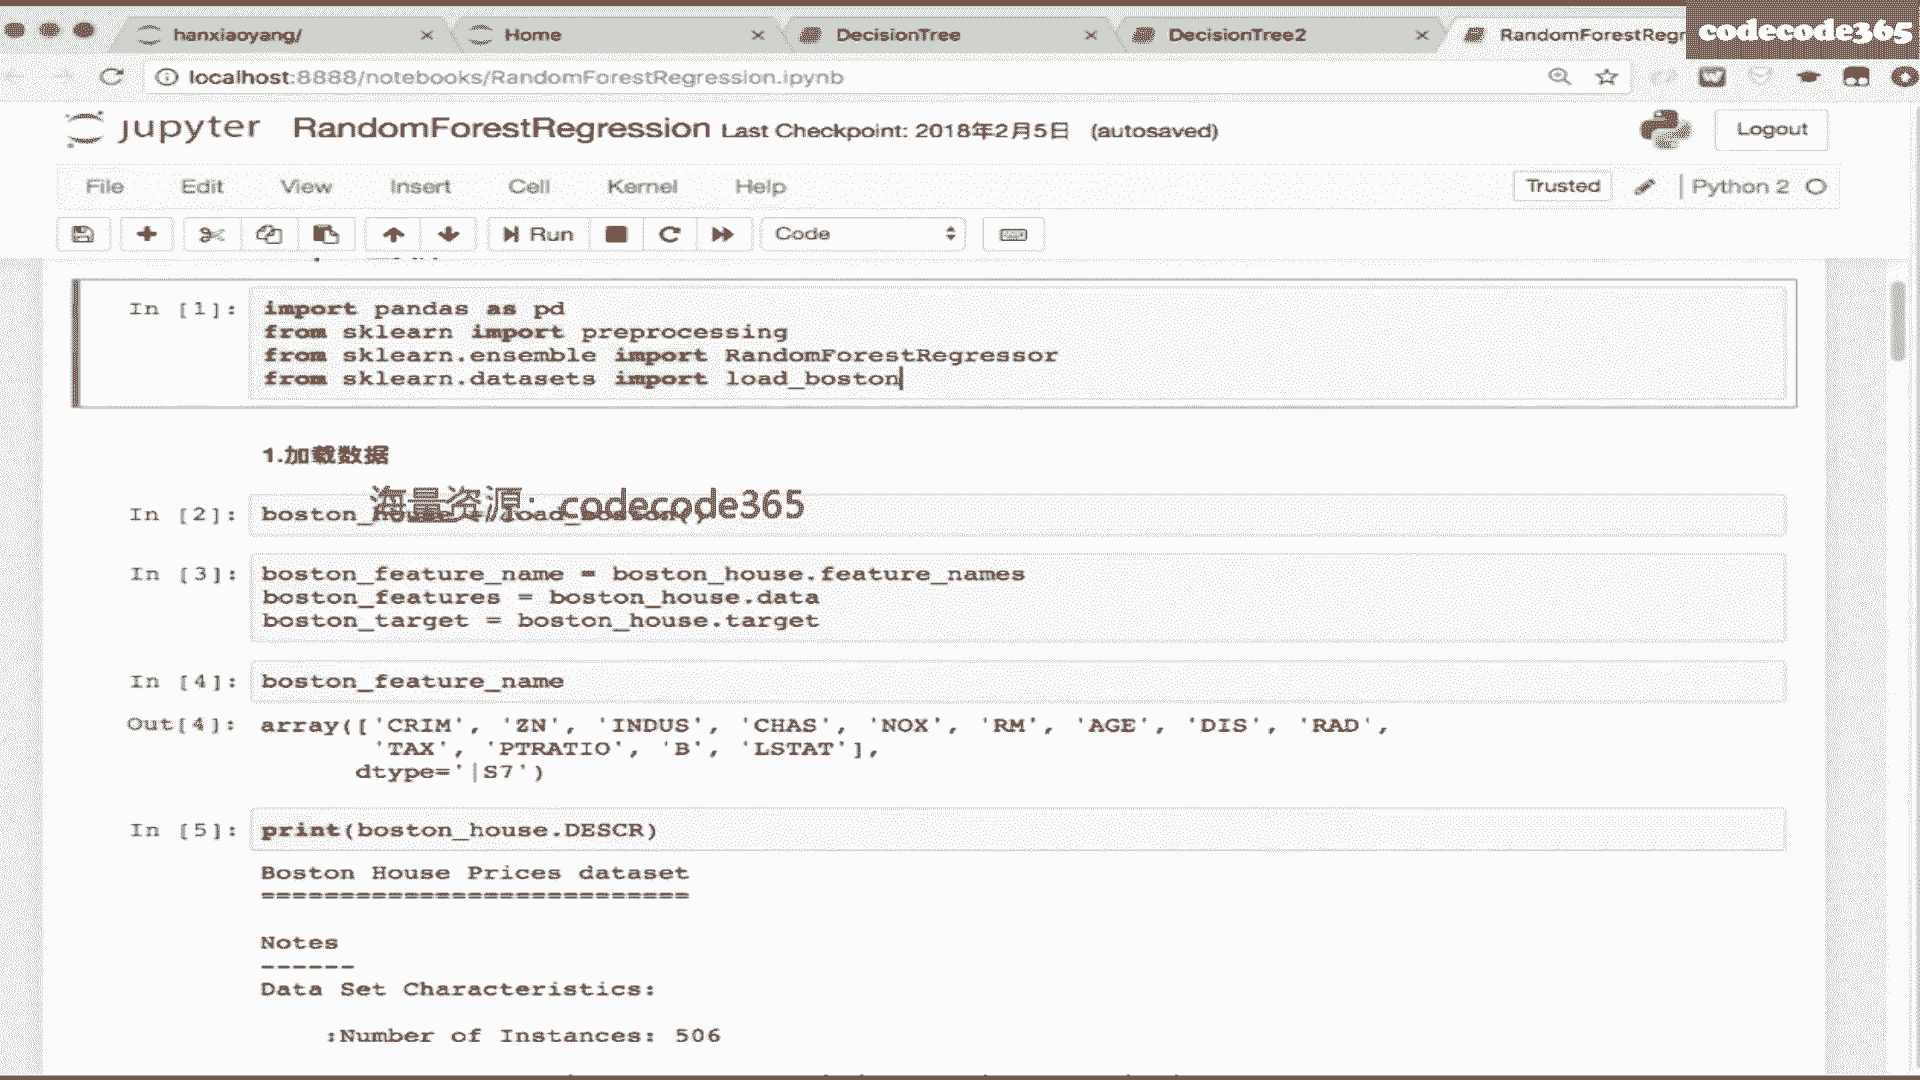 hanxiaoyang/
Home
DecisionTree
DecisionTree2
RandomForestRegr
codecode365
localhost:8888/notebooks/RandomForestRegression.ipynb
jupyter RandomForestRegression Last Checkpoint: 2018年2月5日 (autosaved)
Logout
File Edit View Insert Cell Kernel Help
Trusted
Python 2
Run
Code
In [1]: import pandas as pd
from sklearn import preprocessing
from sklearn.ensemble import RandomForestRegressor
from sklearn.datasets import load_boston
1.加载数据
海量资源：codecode365
In [2]: boston_house = load_boston()
In [3]: boston_feature_name = boston_house.feature_names
boston_features = boston_house.data
boston_target = boston_house.target
In [4]: boston_feature_name
Out[4]: array(['CRIM', 'ZN', 'INDUS', 'CHAS', 'NOX', 'RM', 'AGE', 'DIS', 'RAD',
'TAX', 'PTRATIO', 'B', 'LSTAT'],
dtype='|S7')
In [5]: print(boston_house.DESCR)
Boston House Prices dataset
===========================
Notes
------
Data Set Characteristics:
:Number of Instances: 506